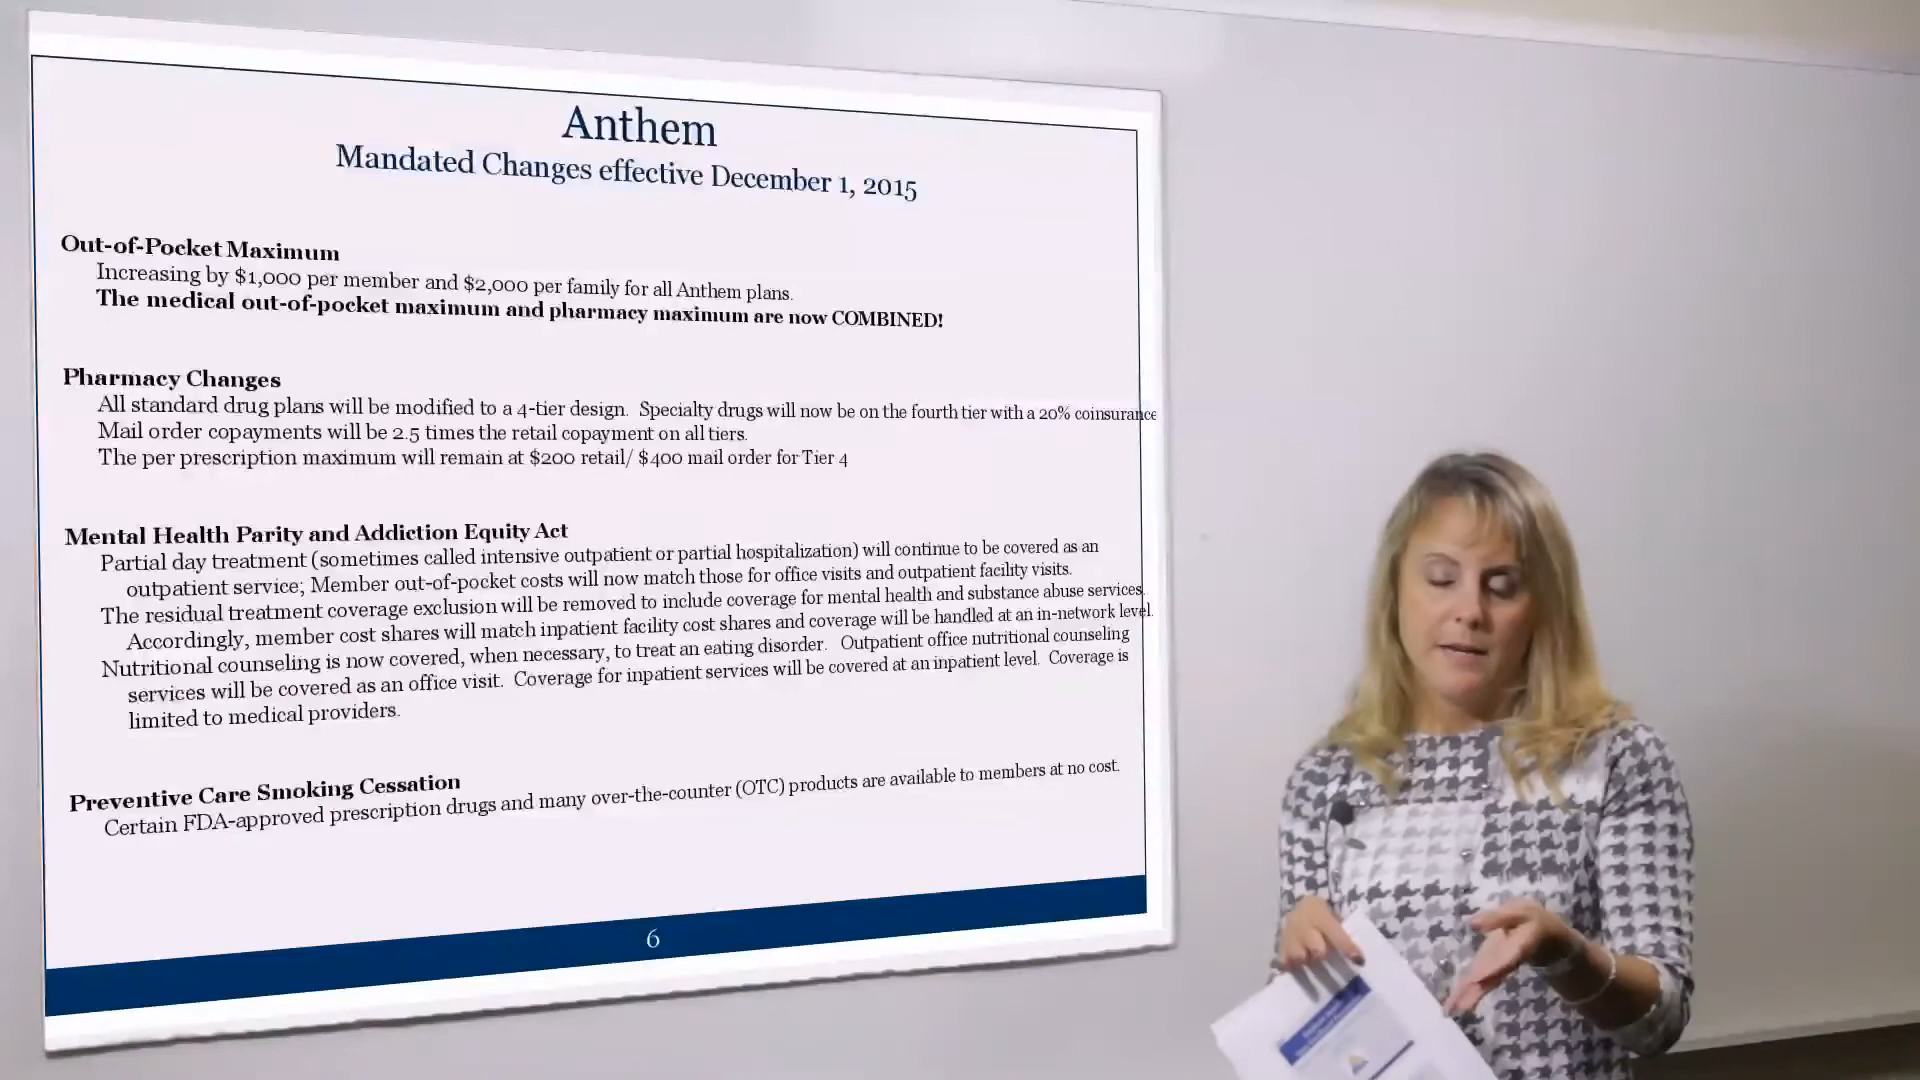 Anthem
Mandated Changes effective December 1, 2015
Out-of-Pocket Maximum
Increasing by $1,000 per member and $2,000 per family for all Anthem plans.
The medical out-of-pocket maximum and pharmacy maximum are now COMBINED!
Pharmacy Changes
All standard drug plans will be modified to a 4-tier design. Specialty drugs will now be on the fourth tier with a 20% coinsurance
Mail order copayments will be 2.5 times the retail copayment on all tiers.
The per prescription maximum will remain at $200 retail/ $400 mail order for Tier 4
Mental Health Parity and Addiction Equity Act
Partial day treatment (sometimes called intensive outpatient or partial hospitalization) will continue to be covered as an
outpatient service; Member out-of-pocket costs will now match those for office visits and outpatient facility visits.
The residual treatment coverage exclusion will be removed to include coverage for mental health and substance abuse services.
Accordingly, member cost shares will match inpatient facility cost shares and coverage will be handled at an in-network level.
Nutritional counseling is now covered, when necessary, to treat an eating disorder. Outpatient office nutritional counseling
services will be covered as an office visit. Coverage for inpatient services will be covered at an inpatient level. Coverage is
limited to medical providers.
Preventive Care Smoking Cessation
Certain FDA-approved prescription drugs and many over-the-counter (OTC) products are available to members at no cost.
6